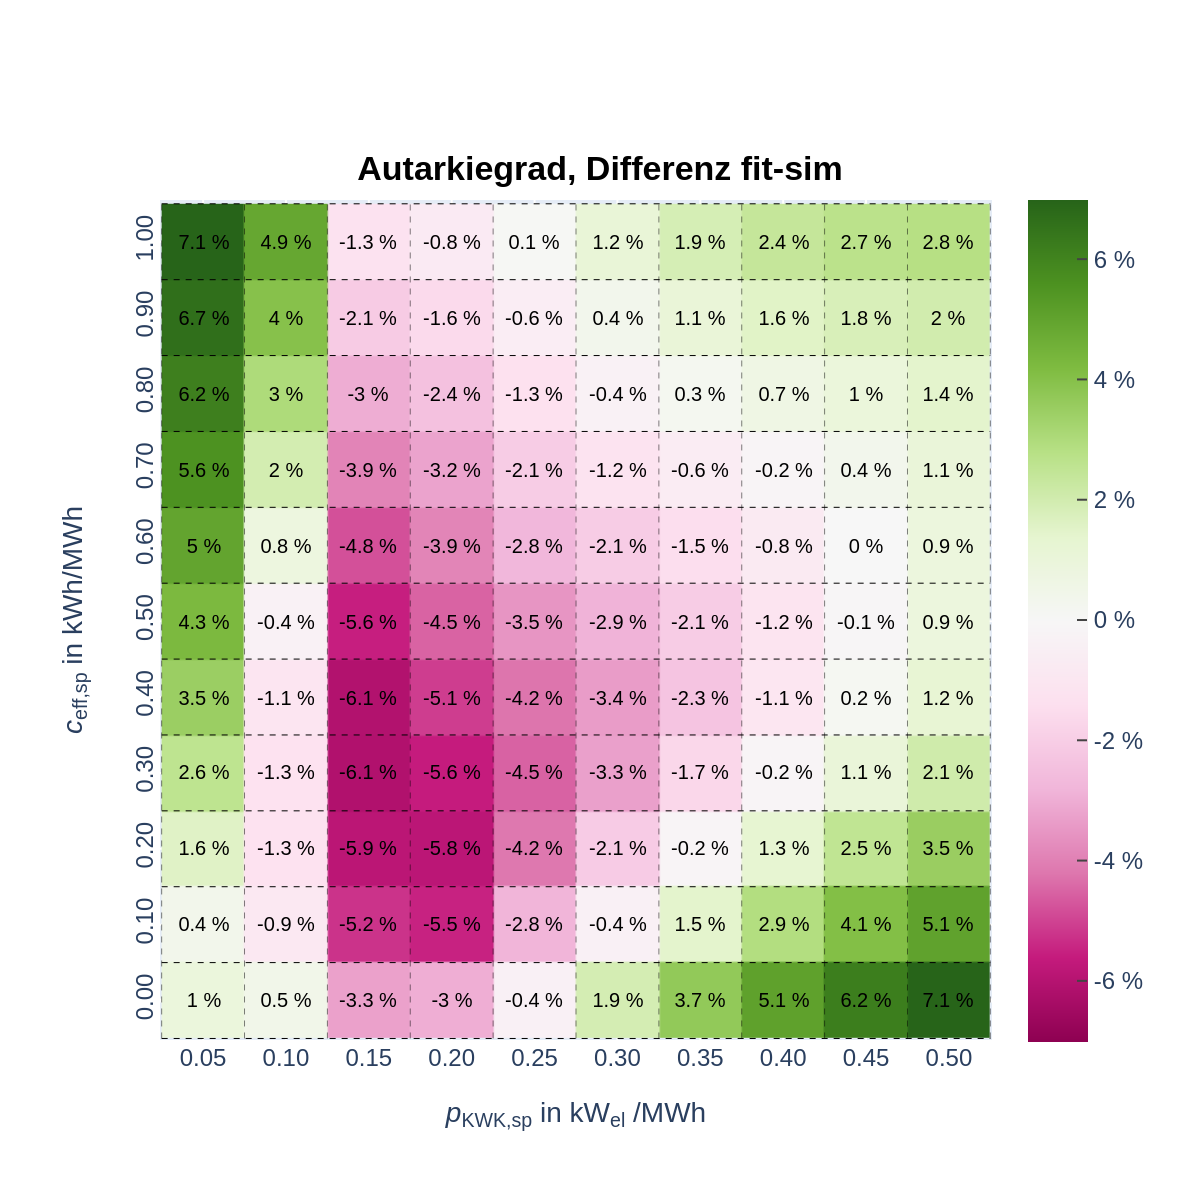 Autarkiegrad, Differenz fit-sim
1.00 7.1 % 4.9 % -1.3 % -0.8 % 0.1 % 1.2 % 1.9 % 2.4 % 2.7 % 2.8 %
0.90 6.7 % 4 % -2.1 % -1.6 % -0.6 % 0.4 % 1.1 % 1.6 % 1.8 % 2 %
0.80 6.2 % 3 % -3 % -2.4 % -1.3 % -0.4 % 0.3 % 0.7 % 1 % 1.4 %
0.70 5.6 % 2 % -3.9 % -3.2 % -2.1 % -1.2 % -0.6 % -0.2 % 0.4 % 1.1 %
0.60 5 % 0.8 % -4.8 % -3.9 % -2.8 % -2.1 % -1.5 % -0.8 % 0 % 0.9 %
0.50 4.3 % -0.4 % -5.6 % -4.5 % -3.5 % -2.9 % -2.1 % -1.2 % -0.1 % 0.9 %
0.40 3.5 % -1.1 % -6.1 % -5.1 % -4.2 % -3.4 % -2.3 % -1.1 % 0.2 % 1.2 %
0.30 2.6 % -1.3 % -6.1 % -5.6 % -4.5 % -3.3 % -1.7 % -0.2 % 1.1 % 2.1 %
0.20 1.6 % -1.3 % -5.9 % -5.8 % -4.2 % -2.1 % -0.2 % 1.3 % 2.5 % 3.5 %
0.10 0.4 % -0.9 % -5.2 % -5.5 % -2.8 % -0.4 % 1.5 % 2.9 % 4.1 % 5.1 %
0.00 1 % 0.5 % -3.3 % -3 % -0.4 % 1.9 % 3.7 % 5.1 % 6.2 % 7.1 %
0.05 0.10 0.15 0.20 0.25 0.30 0.35 0.40 0.45 0.50
pKWK,sp in kWel /MWh
ceff,sp in kWh/MWh
6 %
4 %
2 %
0 %
-2 %
-4 %
-6 %